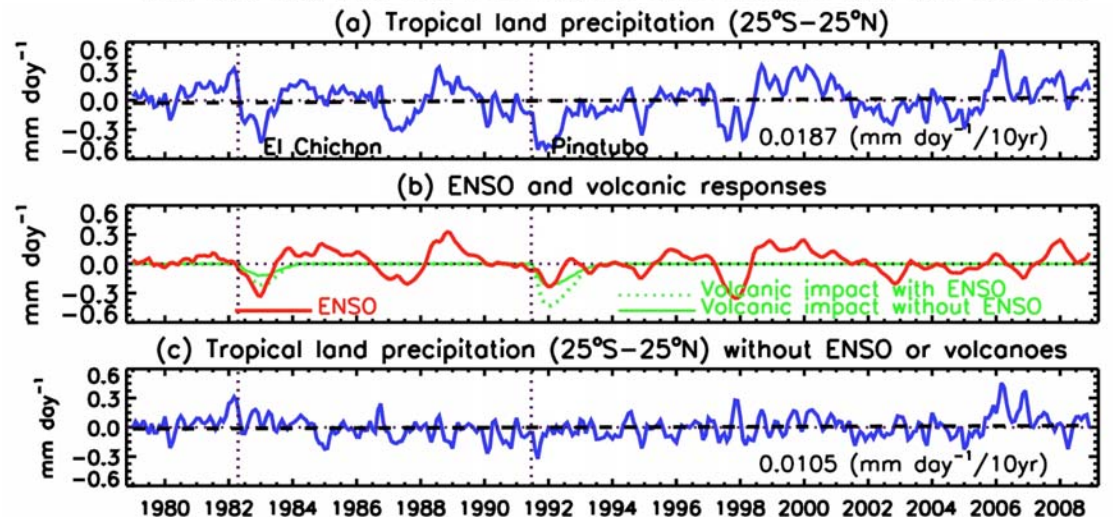 (a) Tropical land precipitation (25°S−25°N)
mm day⁻¹
0.6
0.3
0.0
−0.3
−0.6
El Chichon
Pinatubo
0.0187 (mm day⁻¹/10yr)
(b) ENSO and volcanic responses
mm day⁻¹
0.6
0.3
0.0
−0.3
−0.6
ENSO
Volcanic impact with ENSO
Volcanic impact without ENSO
(c) Tropical land precipitation (25°S−25°N) without ENSO or volcanoes
mm day⁻¹
0.6
0.3
0.0
−0.3
−0.6
0.0105 (mm day⁻¹/10yr)
1980 1982 1984 1986 1988 1990 1992 1994 1996 1998 2000 2002 2004 2006 2008